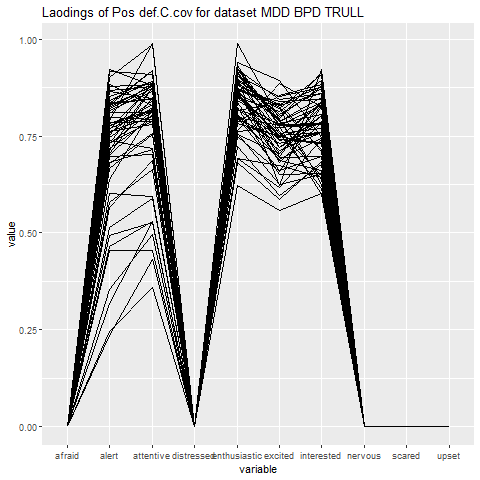 Laodings of Pos def.C.cov for dataset MDD BPD TRULL
1.00
0.75
0.50
0.25
0.00
value
afraid alert attentive distressed enthusiastic excited interested nervous scared upset
variable